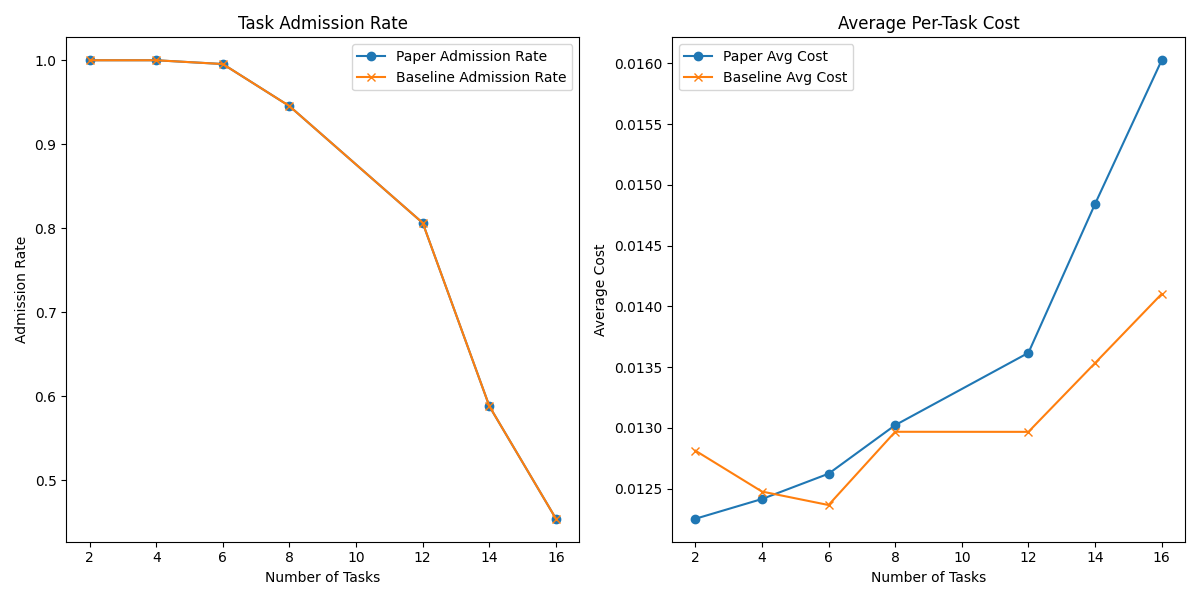 Task Admission Rate
Paper Admission Rate
Baseline Admission Rate
1.0
0.9
0.8
0.7
0.6
0.5
Admission Rate
2 4 6 8 10 12 14 16
Number of Tasks
Average Per-Task Cost
Paper Avg Cost
Baseline Avg Cost
0.0160
0.0155
0.0150
0.0145
0.0140
0.0135
0.0130
0.0125
Average Cost
2 4 6 8 10 12 14 16
Number of Tasks